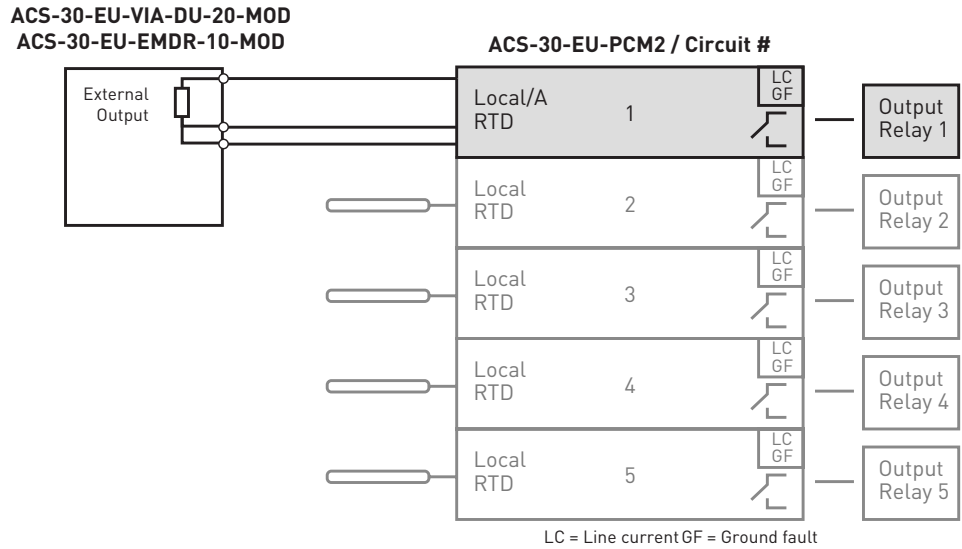 ACS-30-EU-VIA-DU-20-MOD
ACS-30-EU-EMDR-10-MOD
ACS-30-EU-PCM2 / Circuit #
External
Output
Local/A
RTD
1
LC
GF
Output
Relay 1
Local
RTD
2
LC
GF
Output
Relay 2
Local
RTD
3
LC
GF
Output
Relay 3
Local
RTD
4
LC
GF
Output
Relay 4
Local
RTD
5
LC
GF
Output
Relay 5
LC = Line current GF = Ground fault